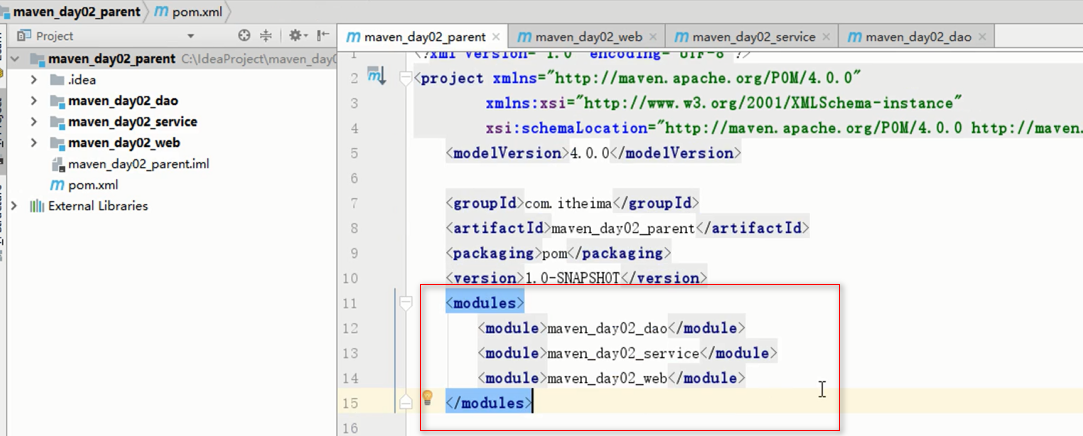 maven_day02_parent pom.xml
Project
maven_day02_parent C:\IdeaProject\maven_day0
.idea
maven_day02_dao
maven_day02_service
maven_day02_web
maven_day02_parent.iml
pom.xml
External Libraries
maven_day02_parent maven_day02_web maven_day02_service maven_day02_dao
1 <?xml version="1.0" encoding="UTF-8"?>
2 <project xmlns="http://maven.apache.org/POM/4.0.0"
3 xmlns:xsi="http://www.w3.org/2001/XMLSchema-instance"
4 xsi:schemaLocation="http://maven.apache.org/POM/4.0.0 http://maven.
5 <modelVersion>4.0.0</modelVersion>
6
7 <groupId>com.itheima</groupId>
8 <artifactId>maven_day02_parent</artifactId>
9 <packaging>pom</packaging>
10 <version>1.0-SNAPSHOT</version>
11 <modules>
12 <module>maven_day02_dao</module>
13 <module>maven_day02_service</module>
14 <module>maven_day02_web</module>
15 </modules>
16